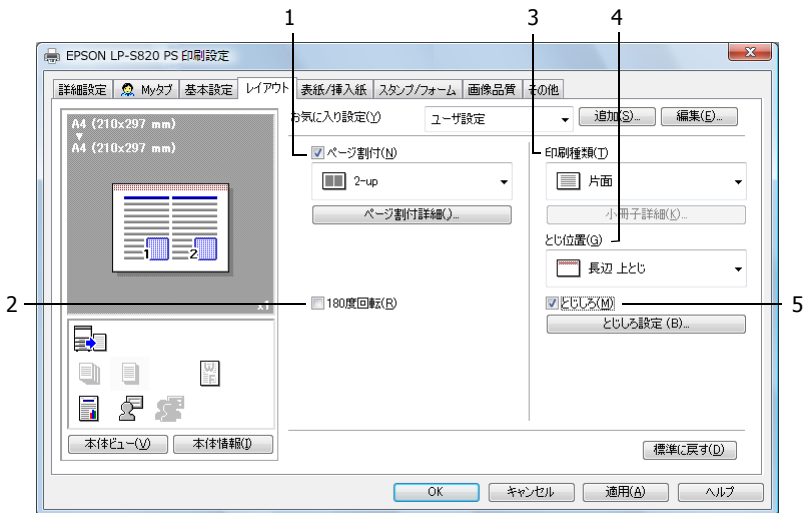 1 3 4
EPSON LP-S820 PS 印刷設定
詳細設定 Myタブ 基本設定 レイアウト 表紙/挿入紙 スタンプ/フォーム 画像品質 その他
A4 (210x297 mm)
A4 (210x297 mm)
1 2
x1
お気に入り設定(Y) ユーザ設定 追加(S)... 編集(E)...
ページ割付(N)
2-up
ページ割付詳細()...
2
180度回転(R)
印刷種類(T)
片面
小冊子詳細(K)...
とじ位置(G)
長辺 上とじ
とじしろ(M)
5
とじしろ設定 (B)...
W
F
本体ビュー(V) 本体情報(I)
標準に戻す(D)
OK キャンセル 適用(A) ヘルプ